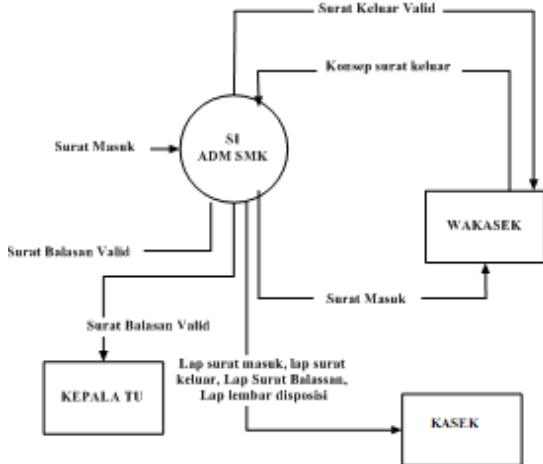 Surat Keluar Valid
Konsep surat keluar
SI
ADM SMK
Surat Masuk
WAKASEK
Surat Balasan Valid
Surat Masuk
Surat Balasan Valid
Lap surat masuk, lap surat
keluar, Lap Surat Balassan,
Lap lembar disposisi
KEPALA TU
KASEK